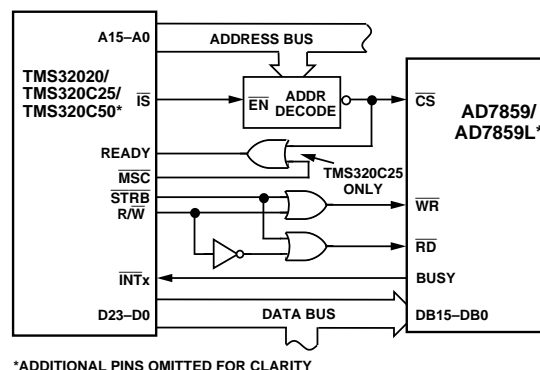 A15–A0
ADDRESS BUS
TMS32020/
TMS320C25/
TMS320C50*
IS
EN
ADDR
DECODE
CS
AD7859/
AD7859L*
READY
MSC
TMS320C25
ONLY
STRB
R/W
WR
RD
INTx
BUSY
D23–D0
DATA BUS
DB15–DB0
*ADDITIONAL PINS OMITTED FOR CLARITY